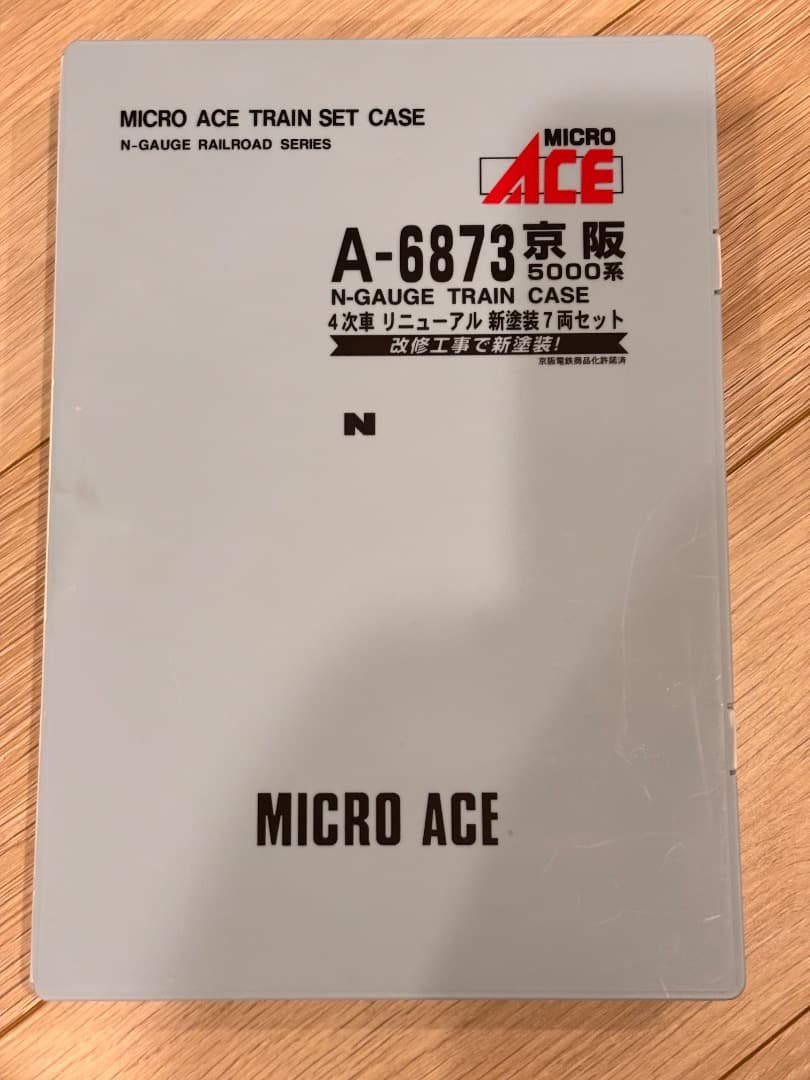 MICRO ACE TRAIN SET CASE
N-GAUGE RAILROAD SERIES
MICRO
ACE
A-6873 京阪
5000系
N-GAUGE TRAIN CASE
4次車 リニューアル 新塗装7両セット
改修工事で新塗装!
京阪電鉄商品化許諾済
N
MICRO ACE